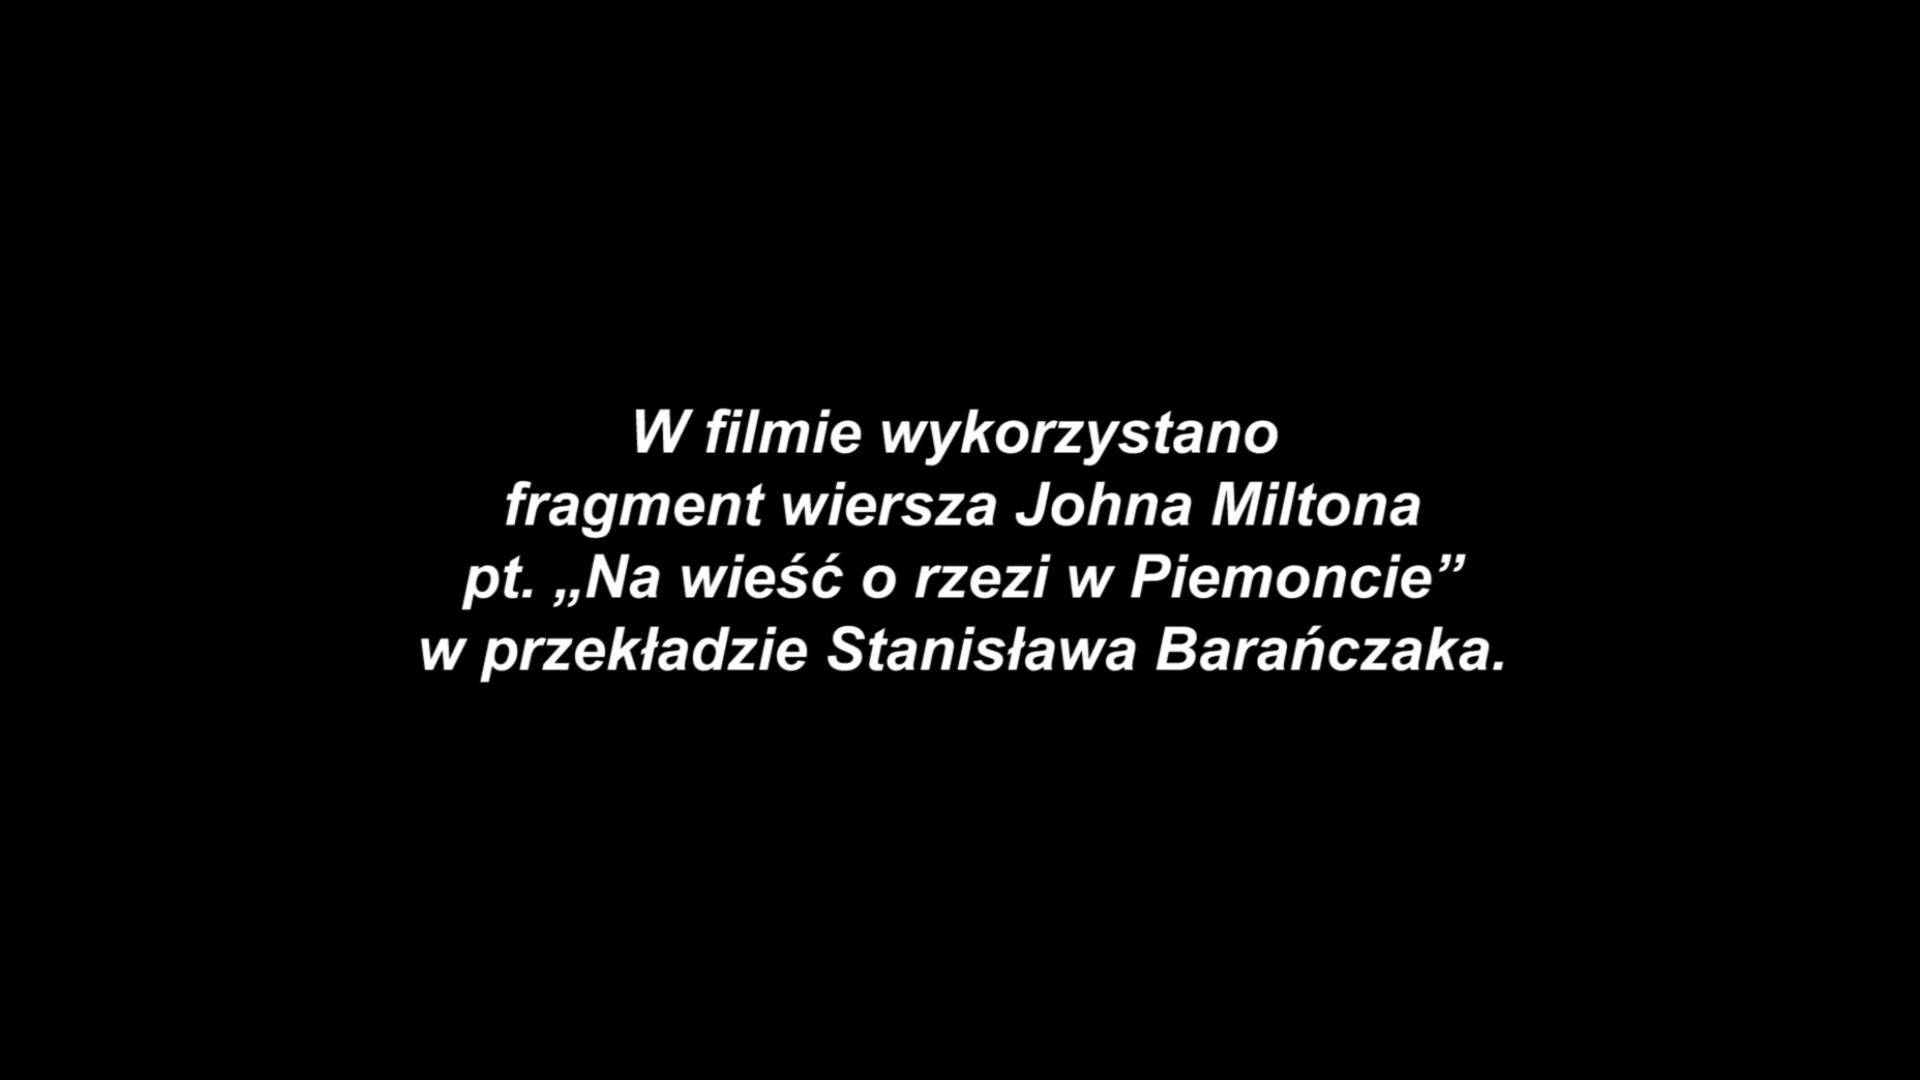 W filmie wykorzystano
fragment wiersza Johna Miltona
pt. „Na wieść o rzezi w Piemoncie”
w przekładzie Stanisława Barańczaka.